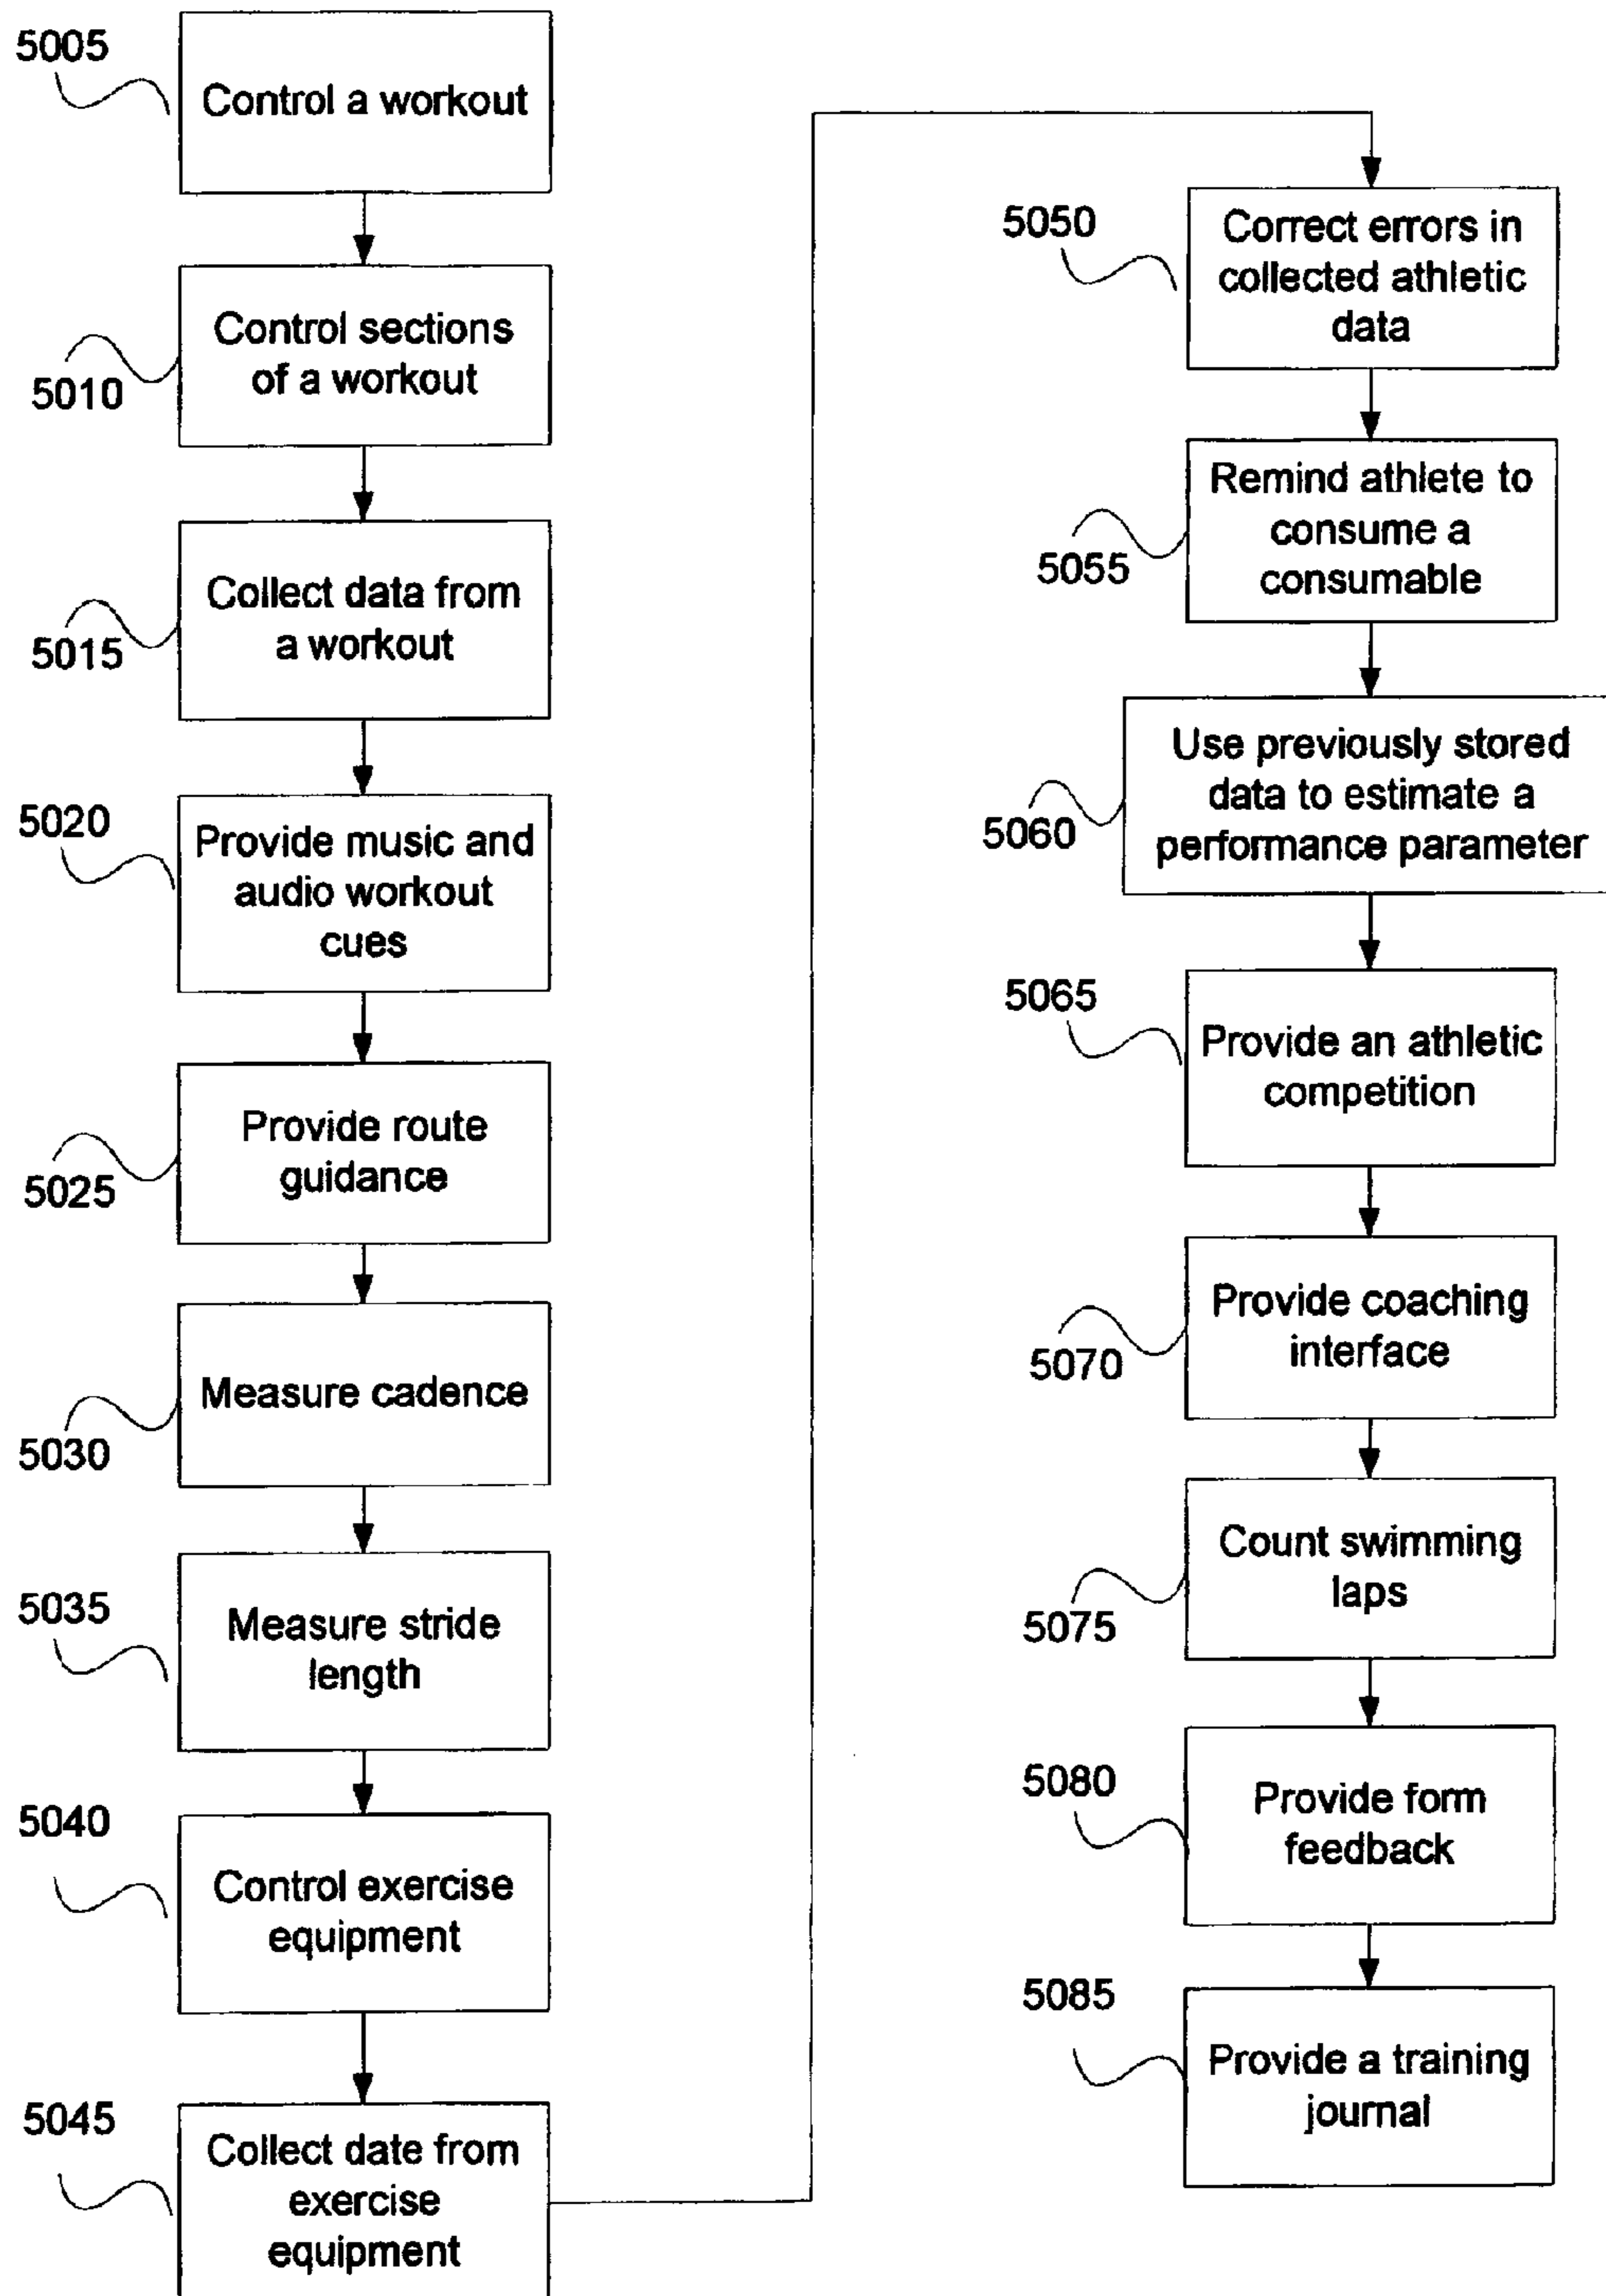 5005
Control a workout
5010
Control sections
of a workout
5015
Collect data from
a workout
5020
Provide music and
audio workout
cues
5025
Provide route
guidance
5030
Measure cadence
5035
Measure stride
length
5040
Control exercise
equipment
5045
Collect date from
exercise
equipment
5050
Correct errors in
collected athletic
data
5055
Remind athlete to
consume a
consumable
5060
Use previously stored
data to estimate a
performance parameter
5065
Provide an athletic
competition
5070
Provide coaching
interface
5075
Count swimming
laps
5080
Provide form
feedback
5085
Provide a training
journal